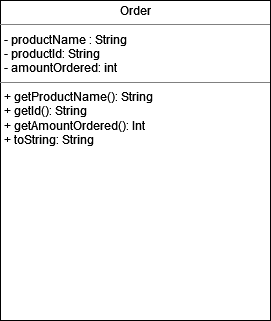 Order
- productName : String
- productId: String
- amountOrdered: int
+ getProductName(): String
+ getId(): String
+ getAmountOrdered(): Int
+ toString: String